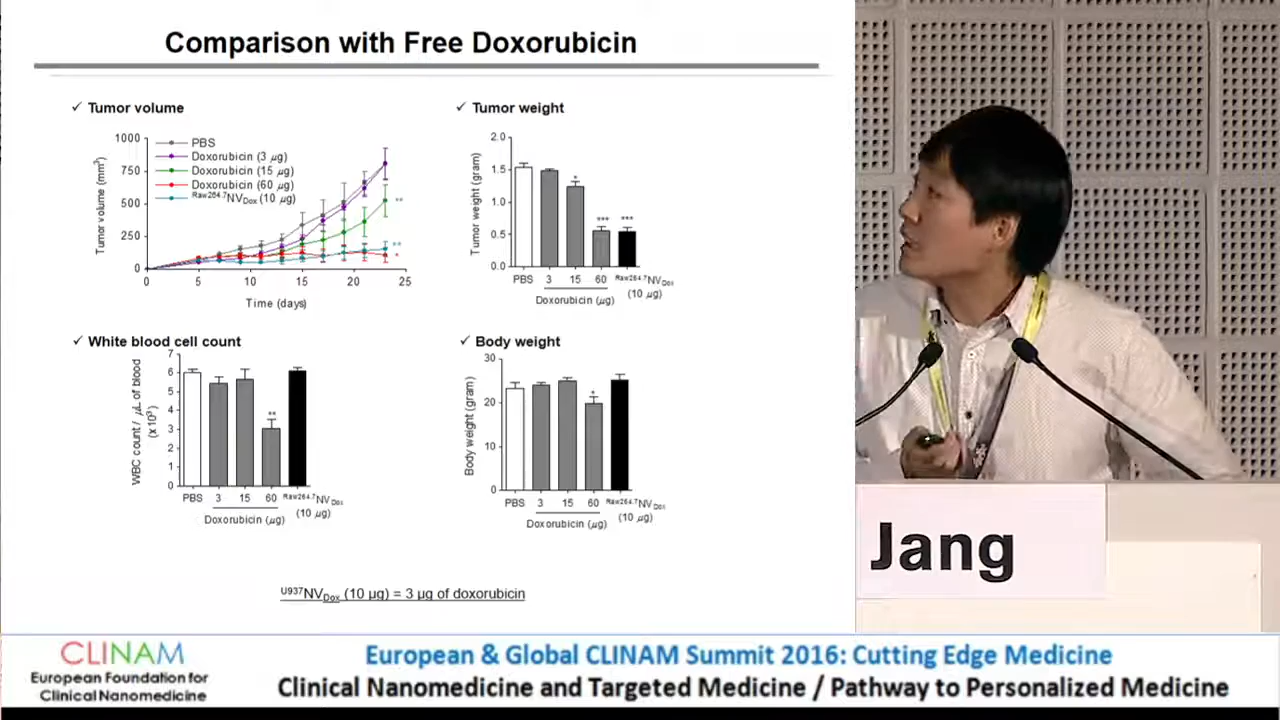 Comparison with Free Doxorubicin
✓ Tumor volume
1000
750
500
250
0
Tumor volume (mm³)
PBS
Doxorubicin (3 μg)
Doxorubicin (15 μg)
Doxorubicin (60 μg)
Raw264.7NVDox (10 μg)
**
**
*
0 5 10 15 20 25
Time (days)
✓ Tumor weight
2.0
1.5
1.0
0.5
0.0
Tumor weight (gram)
* *** ***
PBS 3 15 60 Raw264.7NVDox
(10 μg)
Doxorubicin (μg)
✓ White blood cell count
7
6
5
4
3
2
1
0
WBC count / μL of blood
(x10³)
**
PBS 3 15 60 Raw264.7NVDox
(10 μg)
Doxorubicin (μg)
✓ Body weight
30
20
10
0
Body weight (gram)
*
PBS 3 15 60 Raw264.7NVDox
(10 μg)
Doxorubicin (μg)
U937NVDox (10 μg) = 3 μg of doxorubicin
Jang
CLINAM
European Foundation for
Clinical Nanomedicine
European & Global CLINAM Summit 2016: Cutting Edge Medicine
Clinical Nanomedicine and Targeted Medicine / Pathway to Personalized Medicine